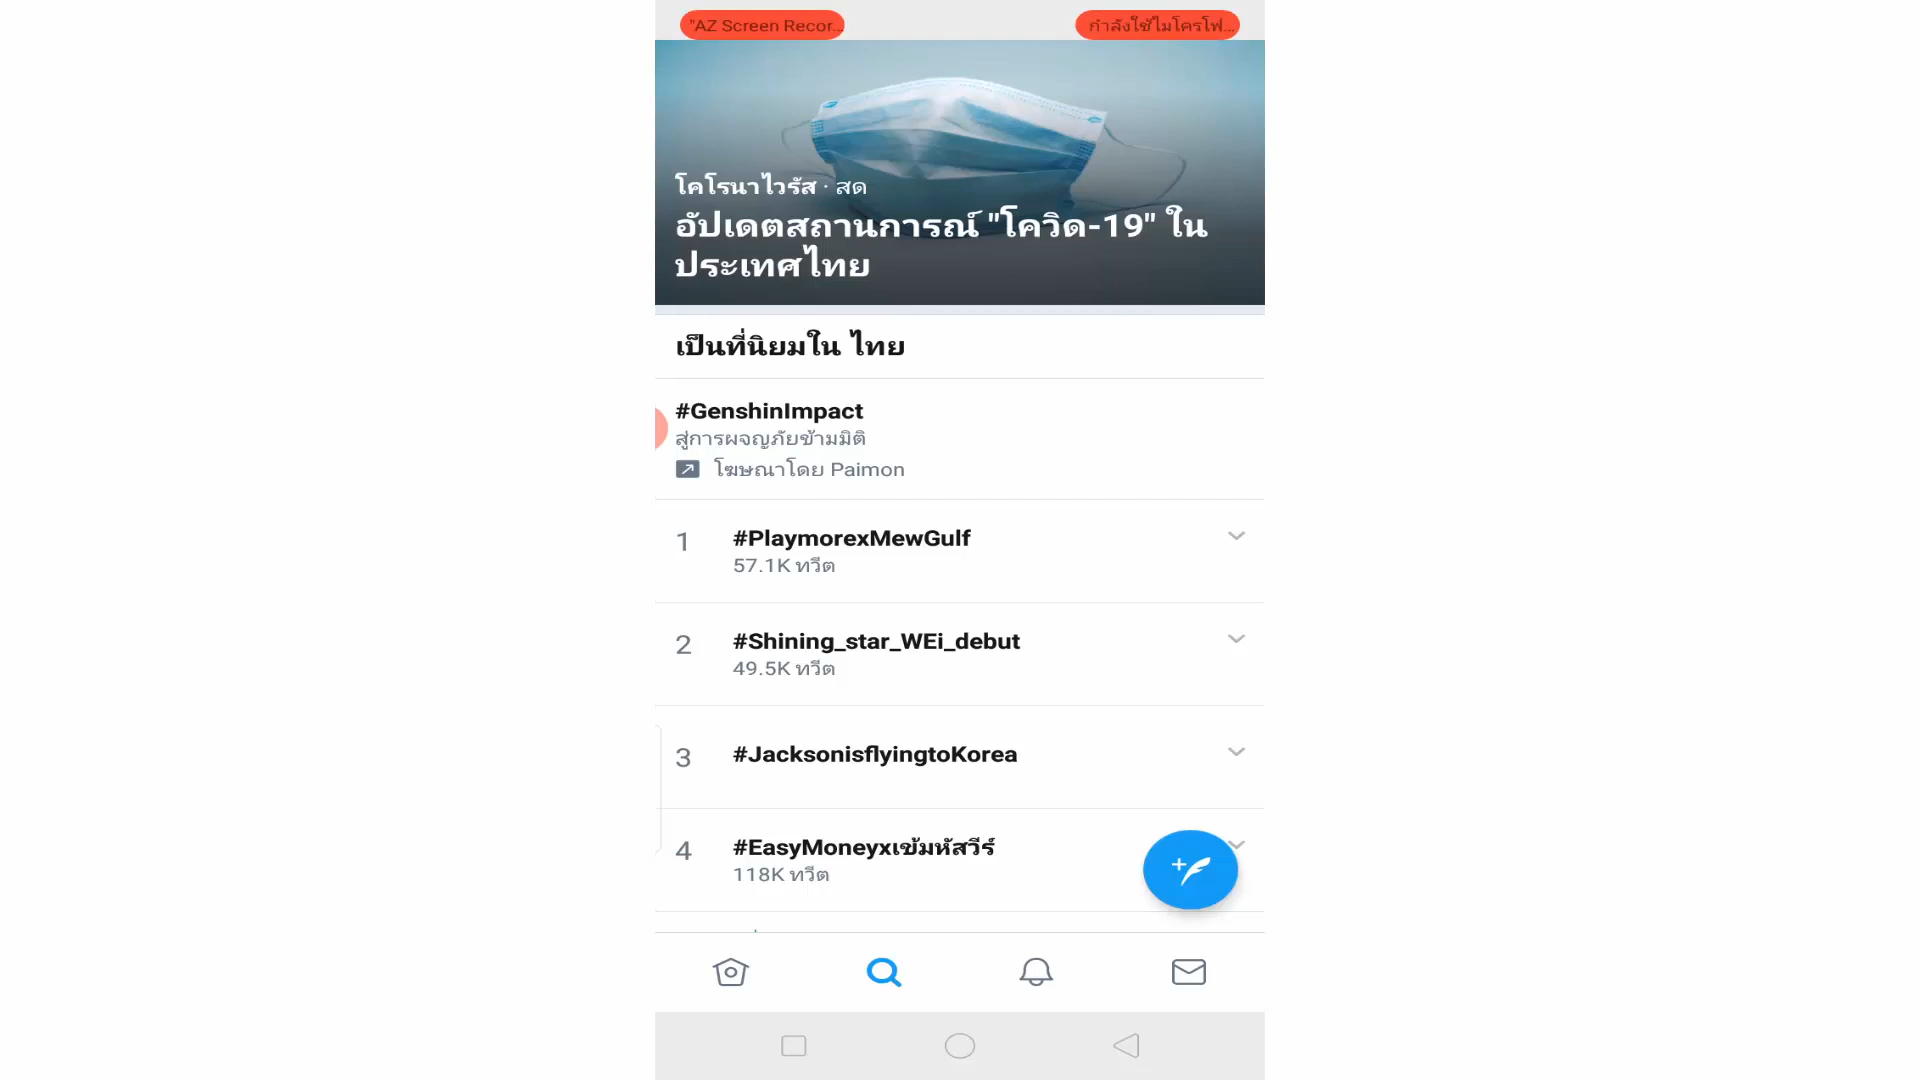 "AZ Screen Recor...
กำลังใช้ไมโครโฟ...
โคโรนาไวรัส · สด
อัปเดตสถานการณ์ "โควิด-19" ใน
ประเทศไทย
เป็นที่นิยมใน ไทย
#GenshinImpact
สู่การผจญภัยข้ามมิติ
โฆษณาโดย Paimon
1 #PlaymorexMewGulf
57.1K ทวีต
2 #Shining_star_WEi_debut
49.5K ทวีต
3 #JacksonisflyingtoKorea
4 #EasyMoneyxเข้มหัสวีร์
118K ทวีต